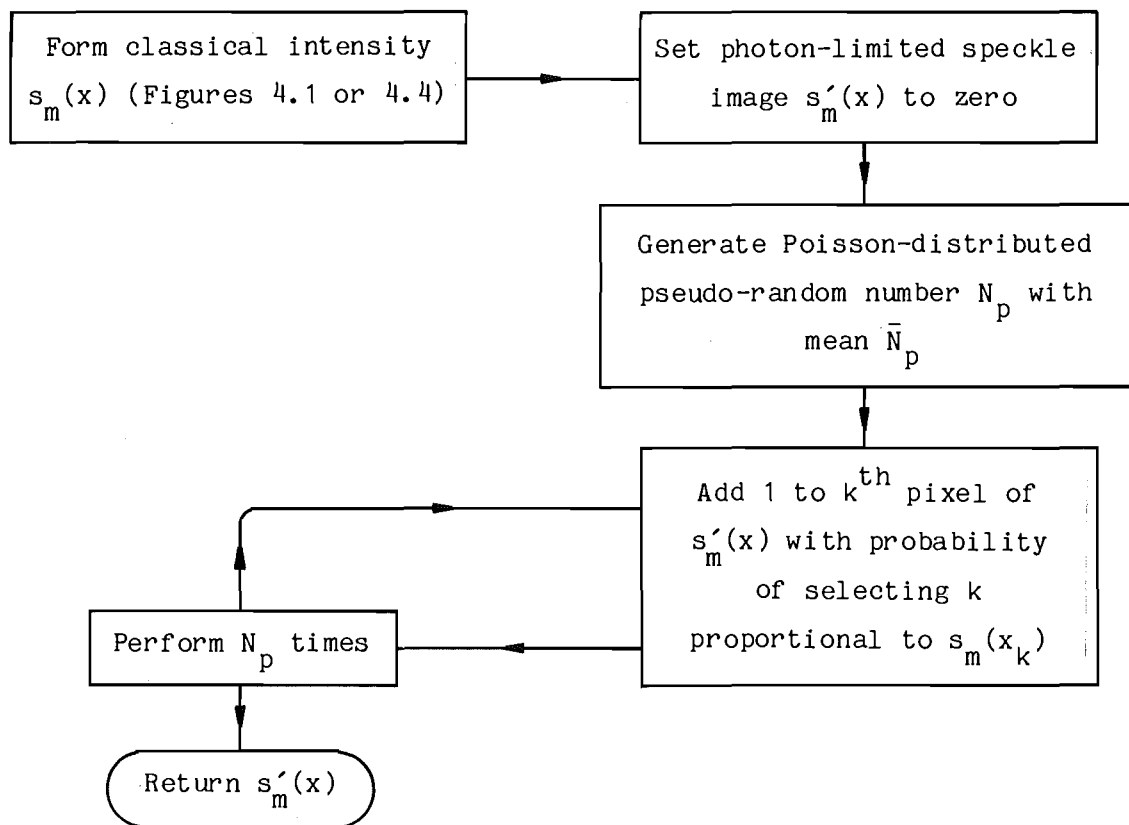 Form classical intensity
s_m(x) (Figures 4.1 or 4.4)
Set photon-limited speckle
image s′_m(x) to zero
Generate Poisson-distributed
pseudo-random number N_p with
mean N̄_p
Add 1 to k^th pixel of
s′_m(x) with probability
of selecting k
proportional to s_m(x_k)
Perform N_p times
Return s′_m(x)